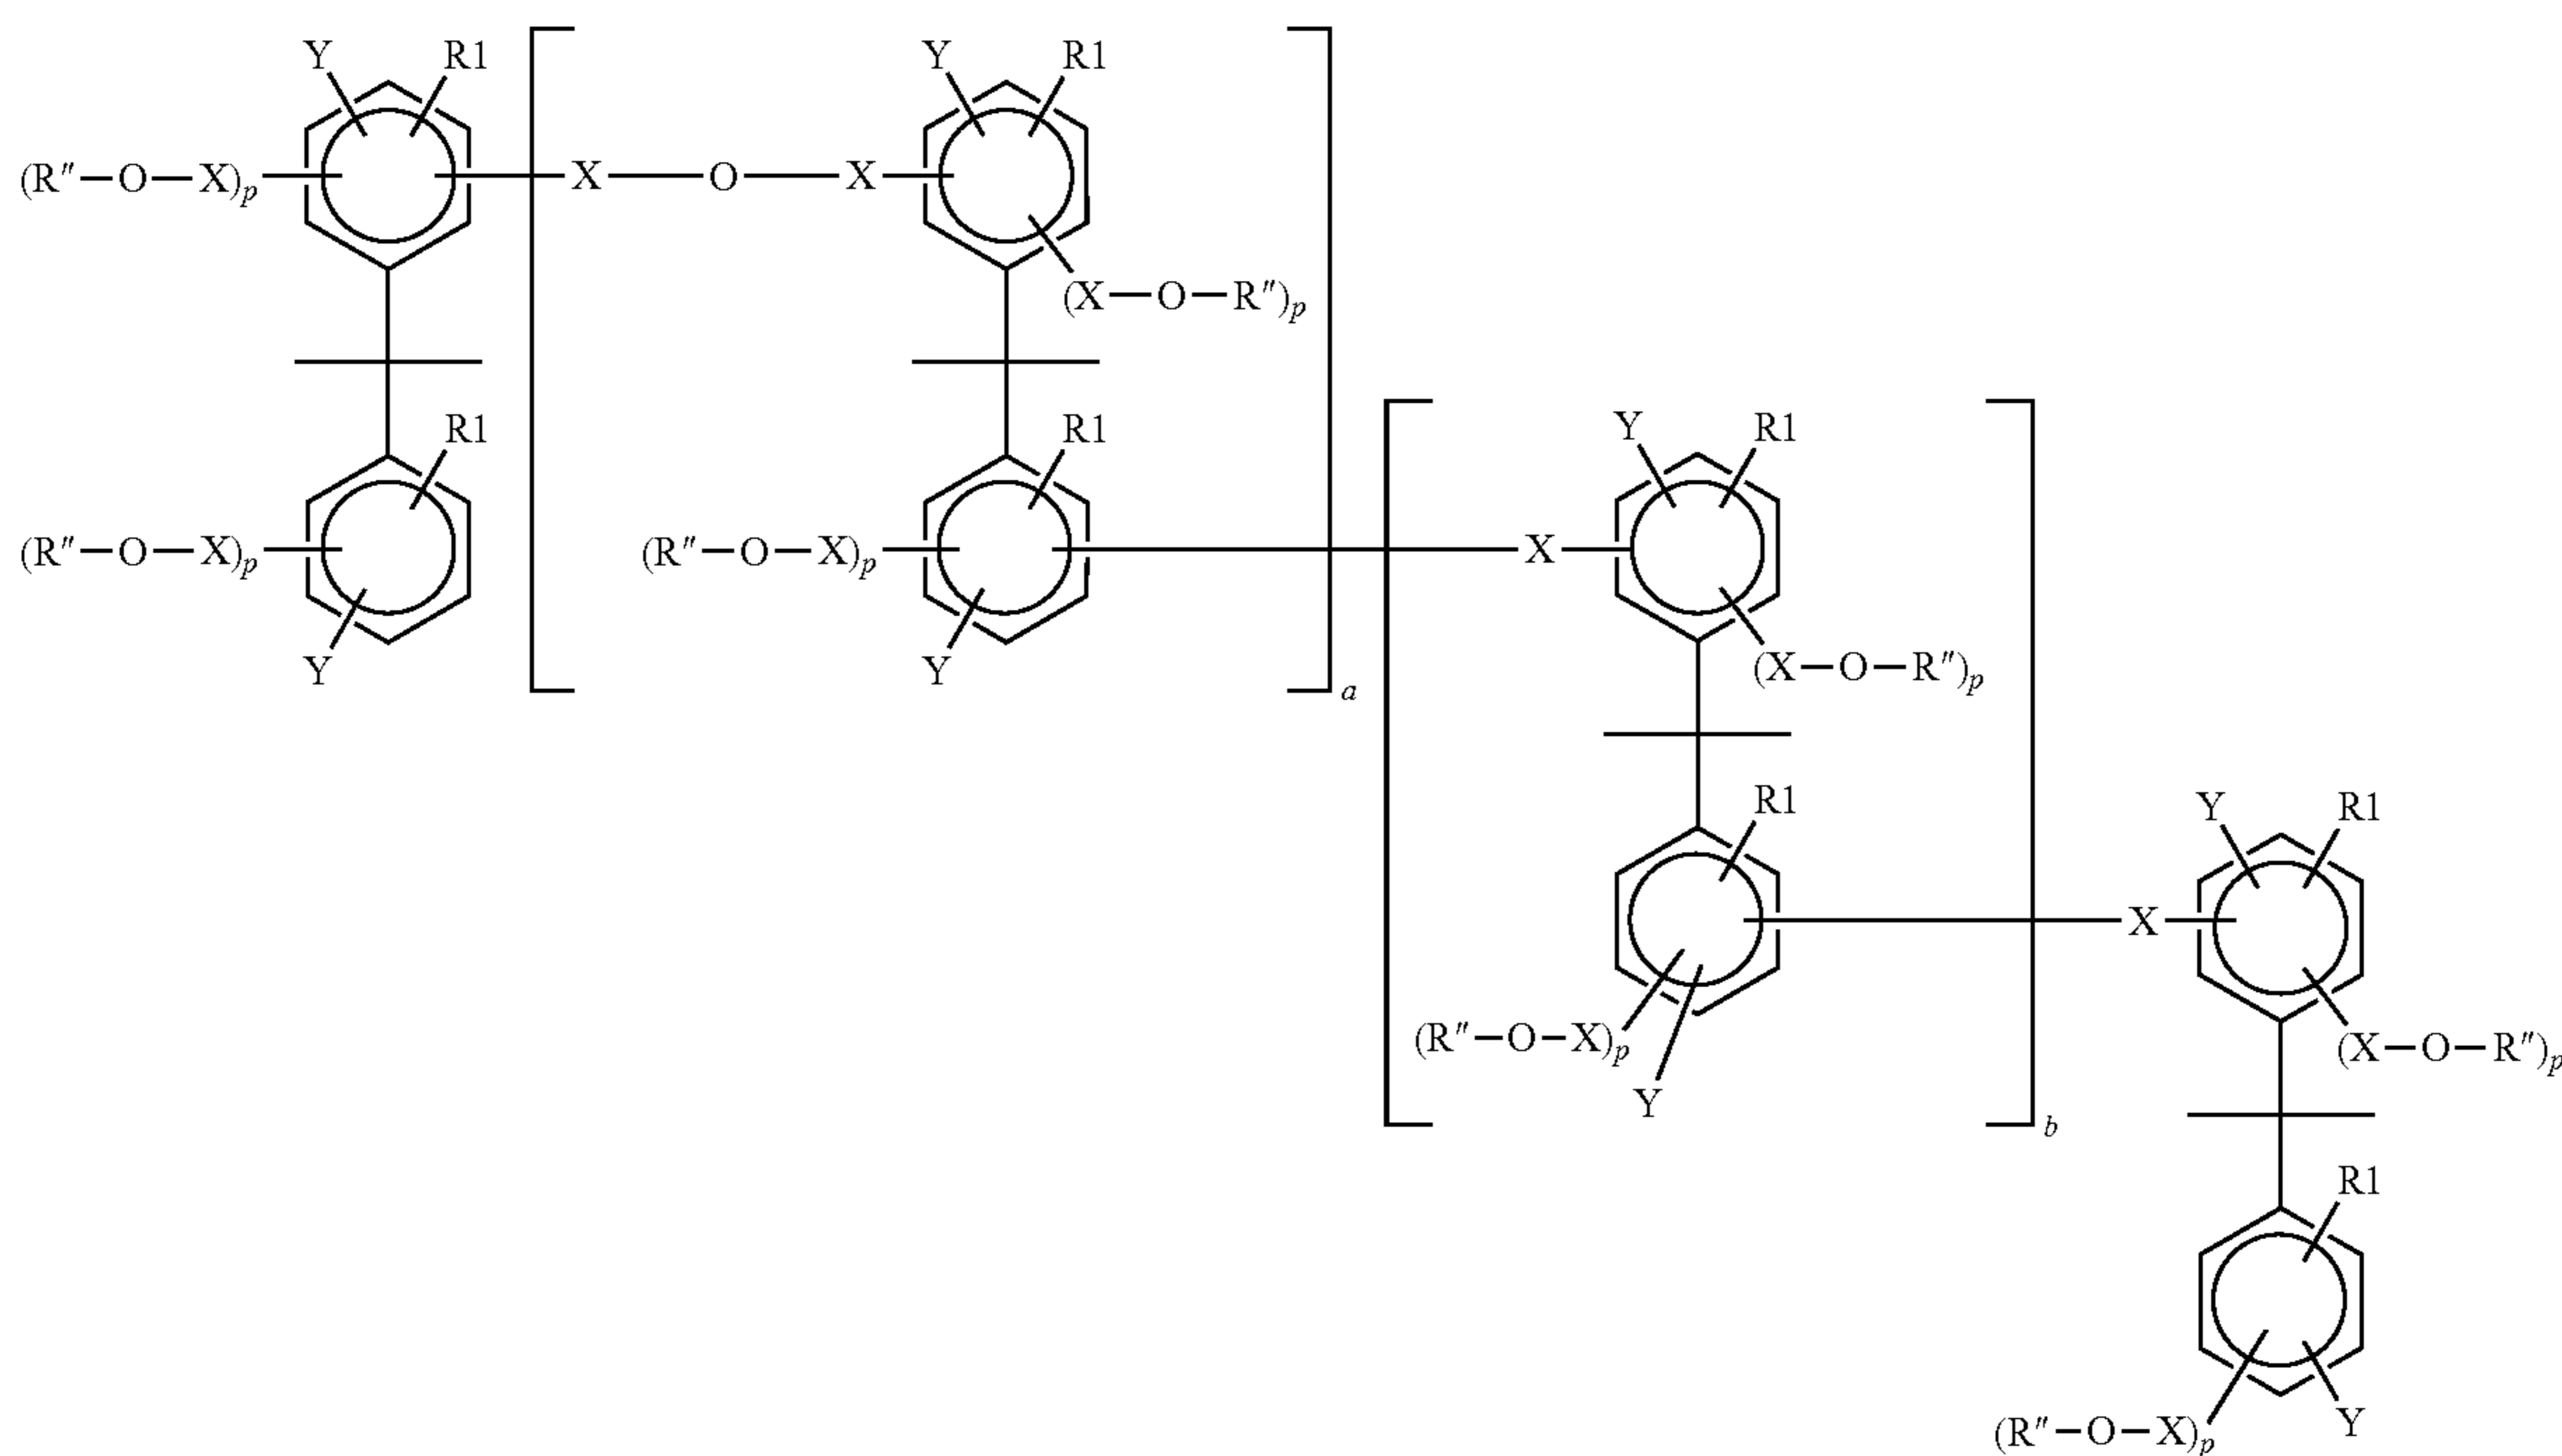 Y R1 Y R1
(R″—O—X)p X—O—X
(X—O—R″)p
R1 R1 Y R1
(R″—O—X)p (R″—O—X)p X
Y Y (X—O—R″)p
a
R1 Y R1
X
(R″—O—X)p (X—O—R″)p
Y b
R1
(R″—O—X)p Y